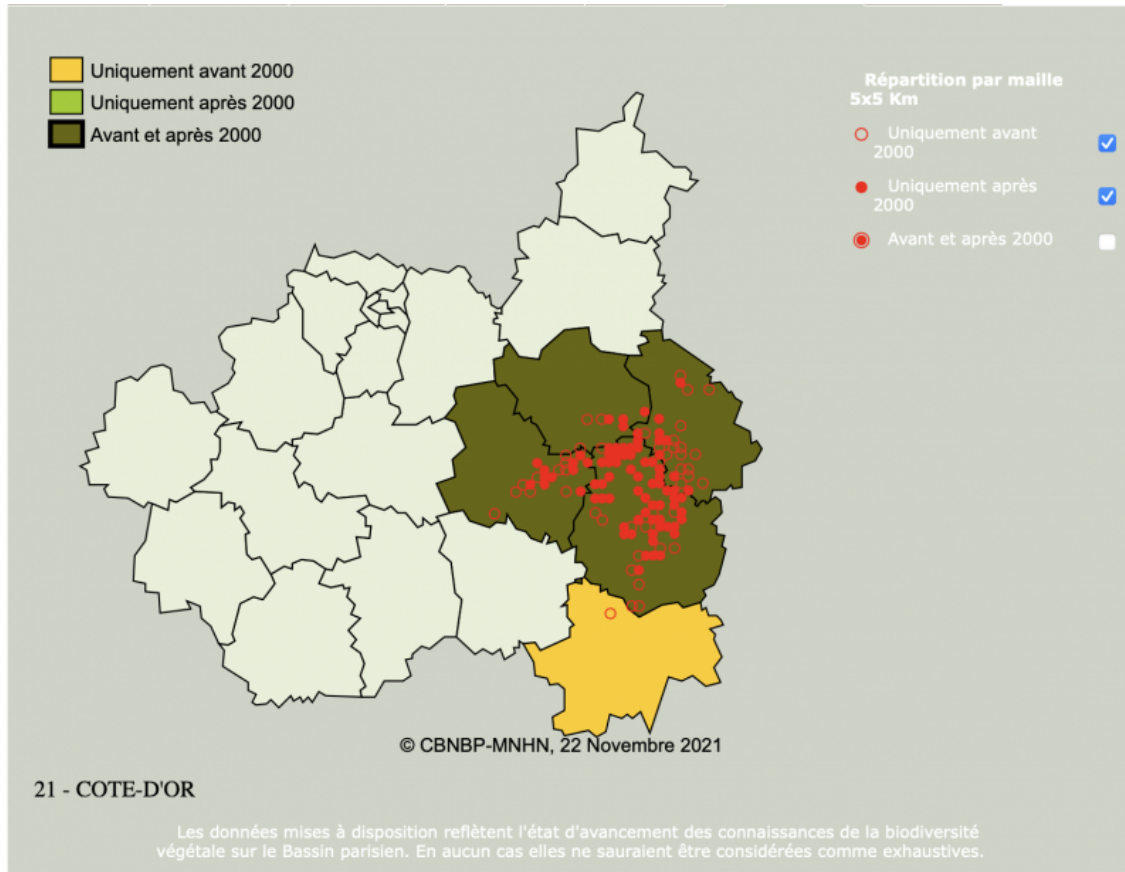 Uniquement avant 2000
Uniquement après 2000
Avant et après 2000
Répartition par maille
5x5 Km
Uniquement avant
2000
Uniquement après
2000
Avant et après 2000
© CBNBP-MNHN, 22 Novembre 2021
21 - COTE-D'OR
Les données mises à disposition reflètent l'état d'avancement des connaissances de la biodiversité
végétale sur le Bassin parisien. En aucun cas elles ne sauraient être considérées comme exhaustives.